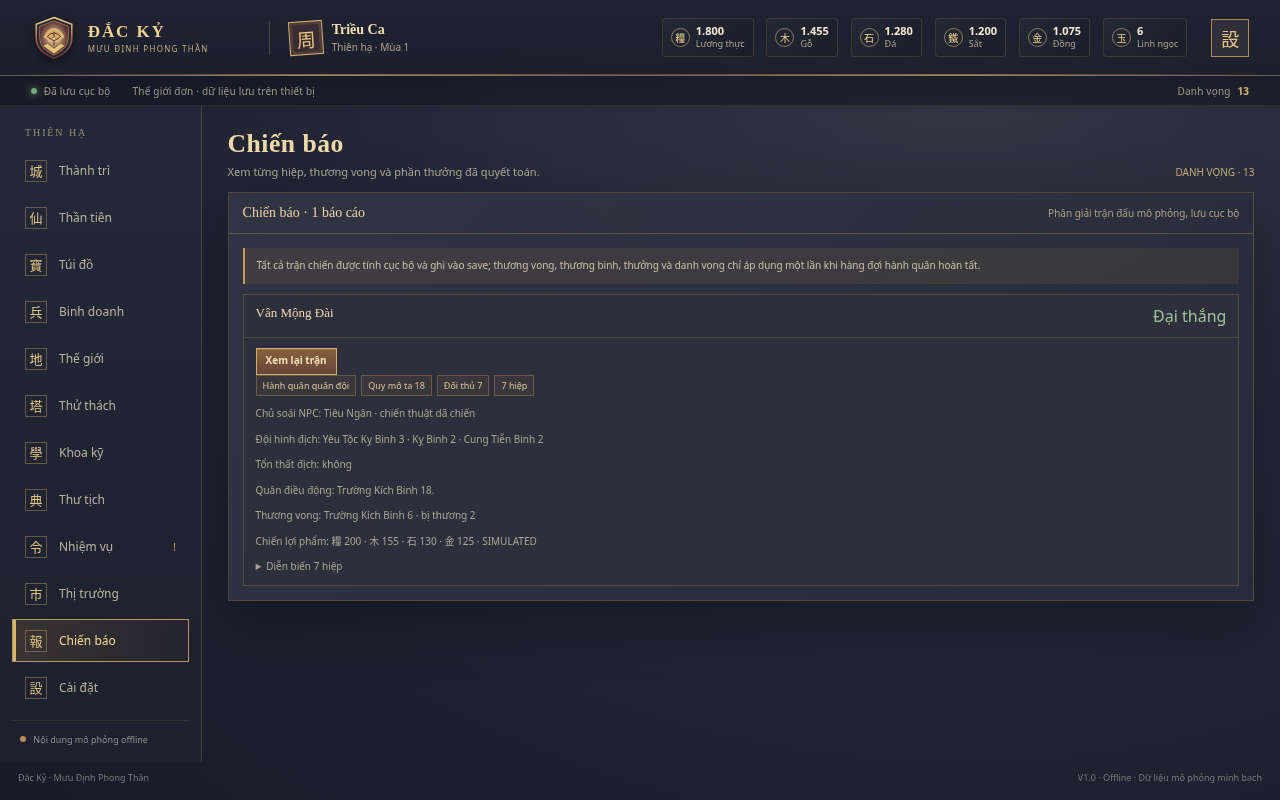 ĐẮC KỶ
MƯU ĐỊNH PHONG THẦN
周
Triều Ca
Thiên hạ · Mùa 1
糧 1.800 Lương thực
木 1.455 Gỗ
石 1.280 Đá
鐵 1.200 Sắt
金 1.075 Đồng
玉 6 Linh ngọc
設
Đã lưu cục bộ
Thế giới đơn · dữ liệu lưu trên thiết bị
Danh vọng 13
THIÊN HẠ
城 Thành trì
仙 Thần tiên
寶 Túi đồ
兵 Binh doanh
地 Thế giới
塔 Thử thách
學 Khoa kỹ
典 Thư tịch
令 Nhiệm vụ !
市 Thị trường
報 Chiến báo
設 Cài đặt
Nội dung mô phỏng offline
Chiến báo
Xem từng hiệp, thương vong và phần thưởng đã quyết toán.
DANH VỌNG · 13
Chiến báo · 1 báo cáo
Phân giải trận đấu mô phỏng, lưu cục bộ
Tất cả trận chiến được tính cục bộ và ghi vào save; thương vong, thương binh, thưởng và danh vọng chỉ áp dụng một lần khi hàng đợi hành quân hoàn tất.
Vân Mộng Đài
Đại thắng
Xem lại trận
Hành quân quân đội
Quy mô ta 18
Đối thủ 7
7 hiệp
Chủ soái NPC: Tiêu Ngân · chiến thuật dã chiến
Đội hình địch: Yêu Tộc Kỵ Binh 3 · Kỵ Binh 2 · Cung Tiễn Binh 2
Tổn thất địch: không
Quân điều động: Trường Kích Binh 18.
Thương vong: Trường Kích Binh 6 · bị thương 2
Chiến lợi phẩm: 糧 200 · 木 155 · 石 130 · 金 125 · SIMULATED
▶ Diễn biến 7 hiệp
Đắc Kỷ · Mưu Định Phong Thần
V1.0 · Offline · Dữ liệu mô phỏng minh bạch